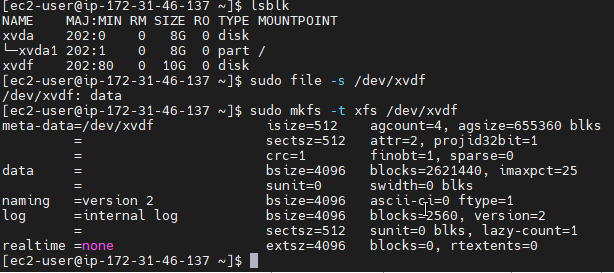 [ec2-user@ip-172-31-46-137 ~]$ lsblk
NAME    MAJ:MIN RM SIZE RO TYPE MOUNTPOINT
xvda    202:0    0   8G  0 disk
└─xvda1 202:1    0   8G  0 part /
xvdf    202:80   0  10G  0 disk
[ec2-user@ip-172-31-46-137 ~]$ sudo file -s /dev/xvdf
/dev/xvdf: data
[ec2-user@ip-172-31-46-137 ~]$ sudo mkfs -t xfs /dev/xvdf
meta-data=/dev/xvdf              isize=512    agcount=4, agsize=655360 blks
         =                       sectsz=512   attr=2, projid32bit=1
         =                       crc=1        finobt=1, sparse=0
data     =                       bsize=4096   blocks=2621440, imaxpct=25
         =                       sunit=0      swidth=0 blks
naming   =version 2              bsize=4096   ascii-ci=0 ftype=1
log      =internal log           bsize=4096   blocks=2560, version=2
         =                       sectsz=512   sunit=0 blks, lazy-count=1
realtime =none                   extsz=4096   blocks=0, rtextents=0
[ec2-user@ip-172-31-46-137 ~]$